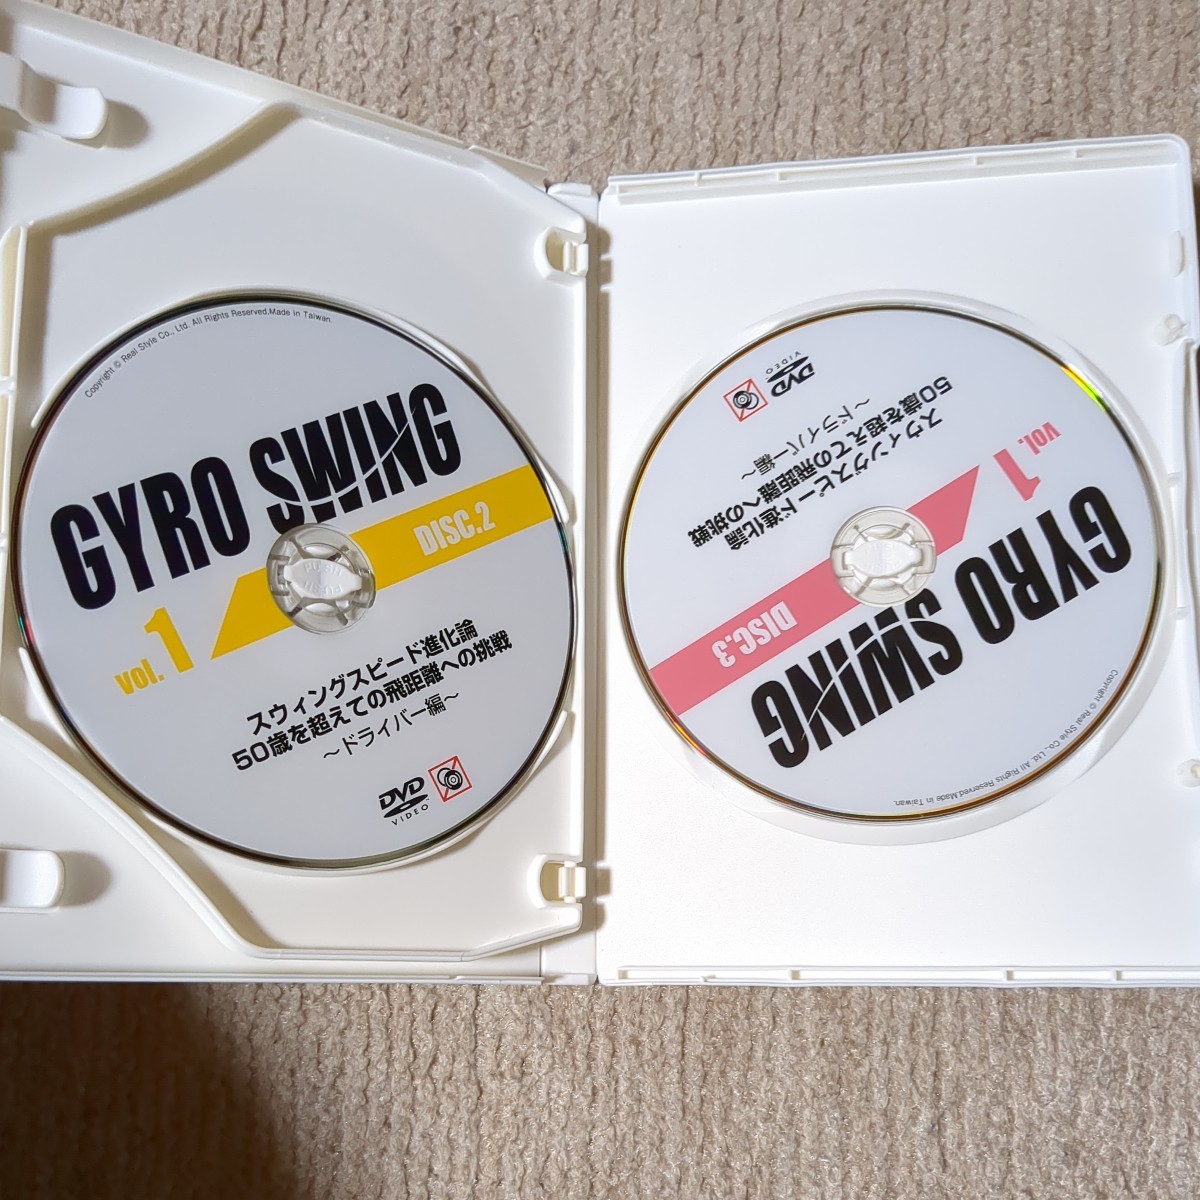 Copyright © Real Style Co., Ltd. All Rights Reserved.Made in Taiwan.
GYRO SWING
DISC.2
vol.1
スウィングスピード進化論
50歳を超えての飛距離への挑戦
～ドライバー編～
DVD
VIDEO
GYRO SWING
DISC.3
vol.1
スウィングスピード進化論
50歳を超えての飛距離への挑戦
～ドライバー編～
DVD
VIDEO
Copyright © Real Style Co., Ltd. All Rights Reserved.Made in Taiwan.